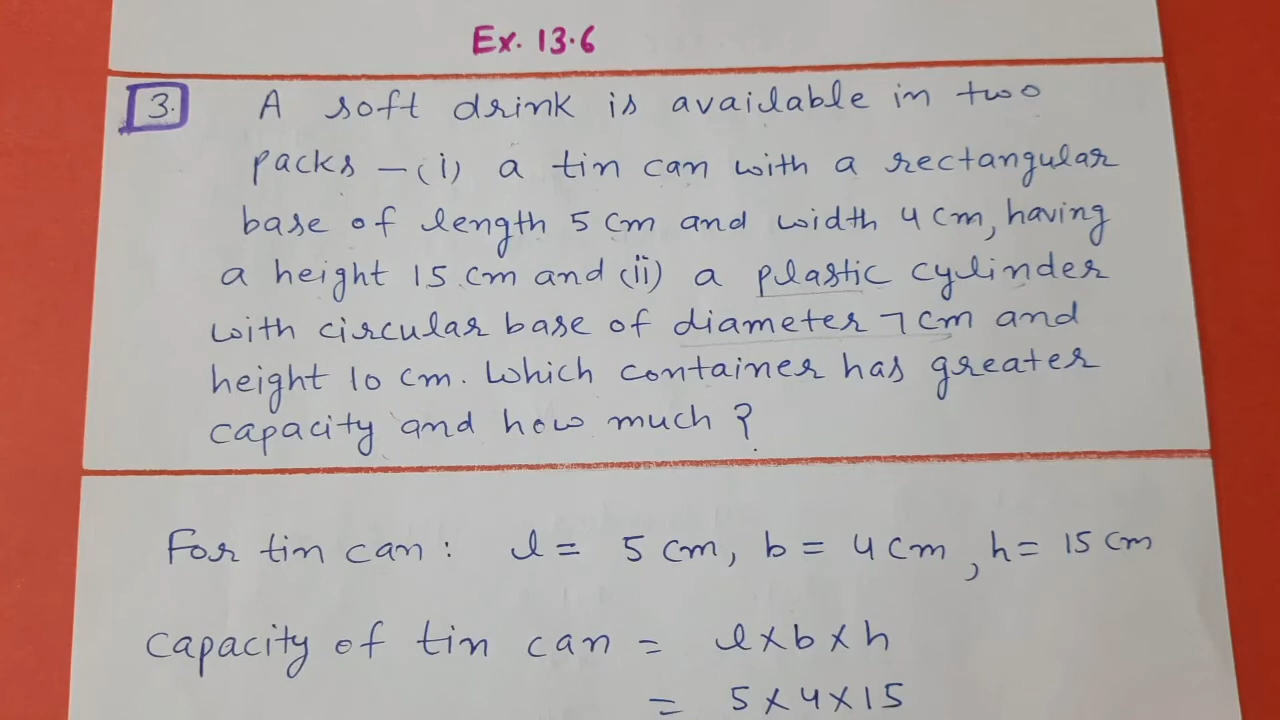 Ex. 13.6
3. A soft drink is available in two
packs - (i) a tin can with a rectangular
base of length 5 cm and width 4 cm, having
a height 15 cm and (ii) a plastic cylinder
with circular base of diameter 7 cm and
height 10 cm. Which container has greater
capacity and how much ?
For tin can : l = 5 cm, b = 4 cm, h = 15 cm
capacity of tin can = l × b × h
= 5 × 4 × 15